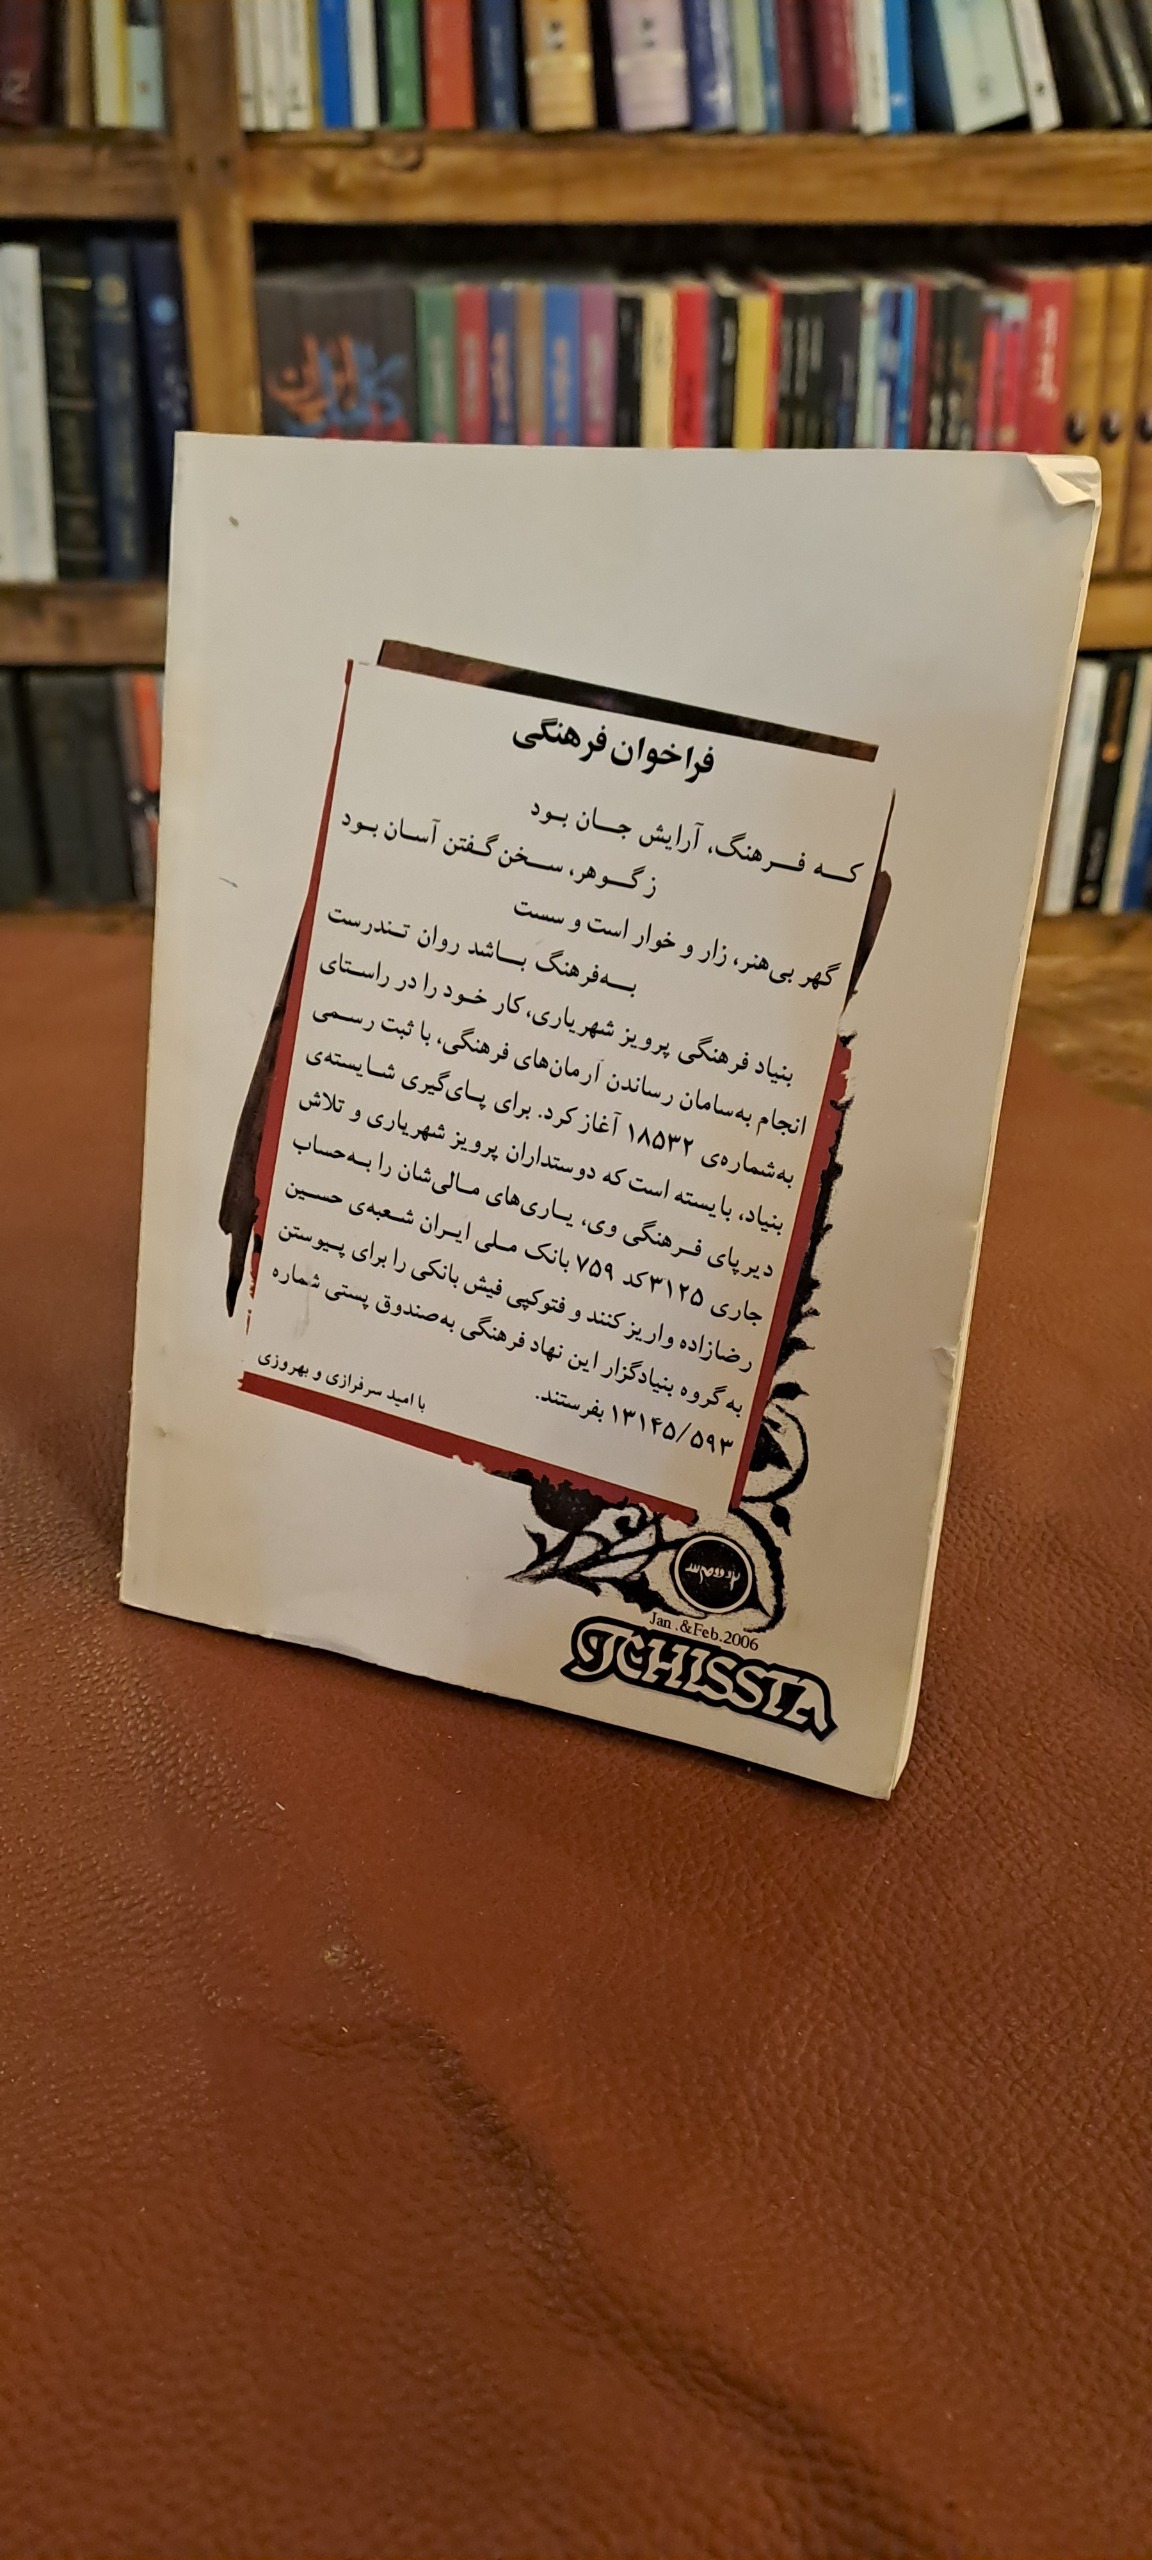 فراخوان فرهنگی
که فرهنگ، آرایش جان بود
ز گوهر، سخن گفتن آسان بود
گهر بی‌هنر، زار و خوار است و سست
به‌فرهنگ باشد روان تندرست
بنیاد فرهنگی پرویز شهریاری، کار خود را در راستای
انجام به‌سامان رساندن آرمان‌های فرهنگی، با ثبت رسمی
به‌شماره‌ی ۱۸۵۳۲ آغاز کرد. برای پای‌گیری شایسته‌ی
بنیاد، بایسته است که دوستداران پرویز شهریاری و تلاش
دیرپای فرهنگی وی، یاری‌های مالی‌شان را به‌حساب
جاری ۳۱۲۵ کد ۷۵۹ بانک ملی ایران شعبه‌ی حسین
رضازاده واریز کنند و فتوکپی فیش بانکی را برای پیوستن
به‌گروه بنیادگزار این نهاد فرهنگی به‌صندوق پستی شماره
۱۳۱۴۵/۵۹۳ بفرستند.
با امید سرفرازی و بهروزی
Jan .&Feb.2006
TCHISSTA